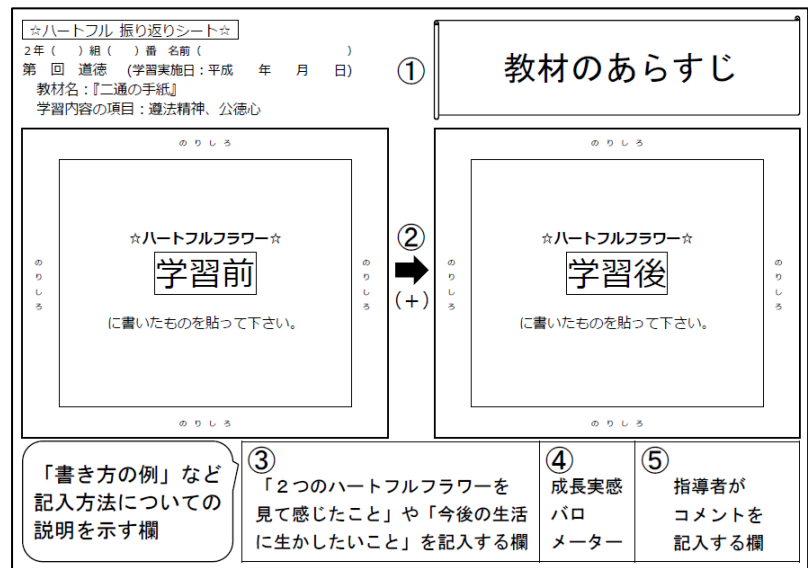 ☆ハートフル 振り返りシート☆
2年（　　）組（　　）番 名前（　　　　　　　　　　　）
第　回　道徳　(学習実施日：平成　　年　　月　　日)
教材名：『二通の手紙』
学習内容の項目：遵法精神、公徳心
①
教材のあらすじ
のりしろ
のりしろ
☆ハートフルフラワー☆
学習前
に書いたものを貼って下さい。
のりしろ
のりしろ
②
(＋)
のりしろ
のりしろ
☆ハートフルフラワー☆
学習後
に書いたものを貼って下さい。
のりしろ
のりしろ
「書き方の例」など
記入方法についての
説明を示す欄
③
「２つのハートフルフラワーを
見て感じたこと」や「今後の生活
に生かしたいこと」を記入する欄
④
成長実感
バロ
メーター
⑤
指導者が
コメントを
記入する欄